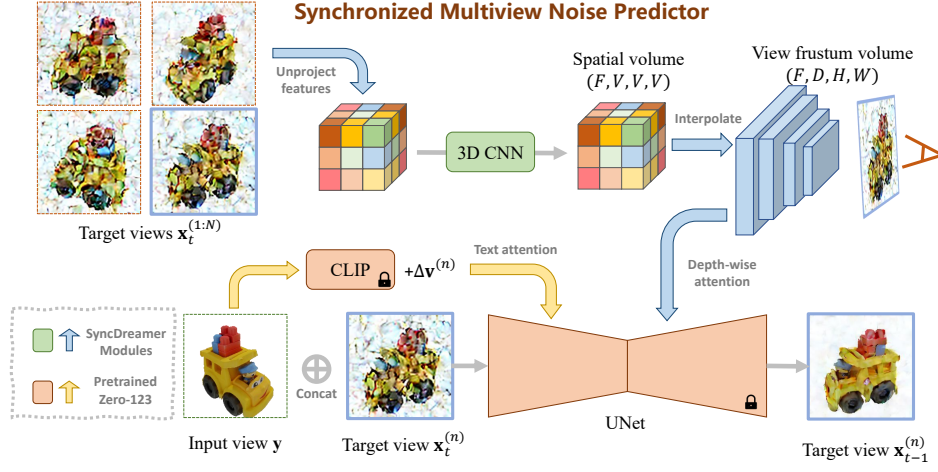 Synchronized Multiview Noise Predictor
Unproject
features
3D CNN
Spatial volume
(F, V, V, V)
Interpolate
View frustum volume
(F, D, H, W)
Target views x_t^(1:N)
CLIP
+Δv^(n)
Text attention
Depth-wise
attention
SyncDreamer
Modules
Pretrained
Zero-123
Concat
Input view y
Target view x_t^(n)
UNet
Target view x_{t−1}^(n)